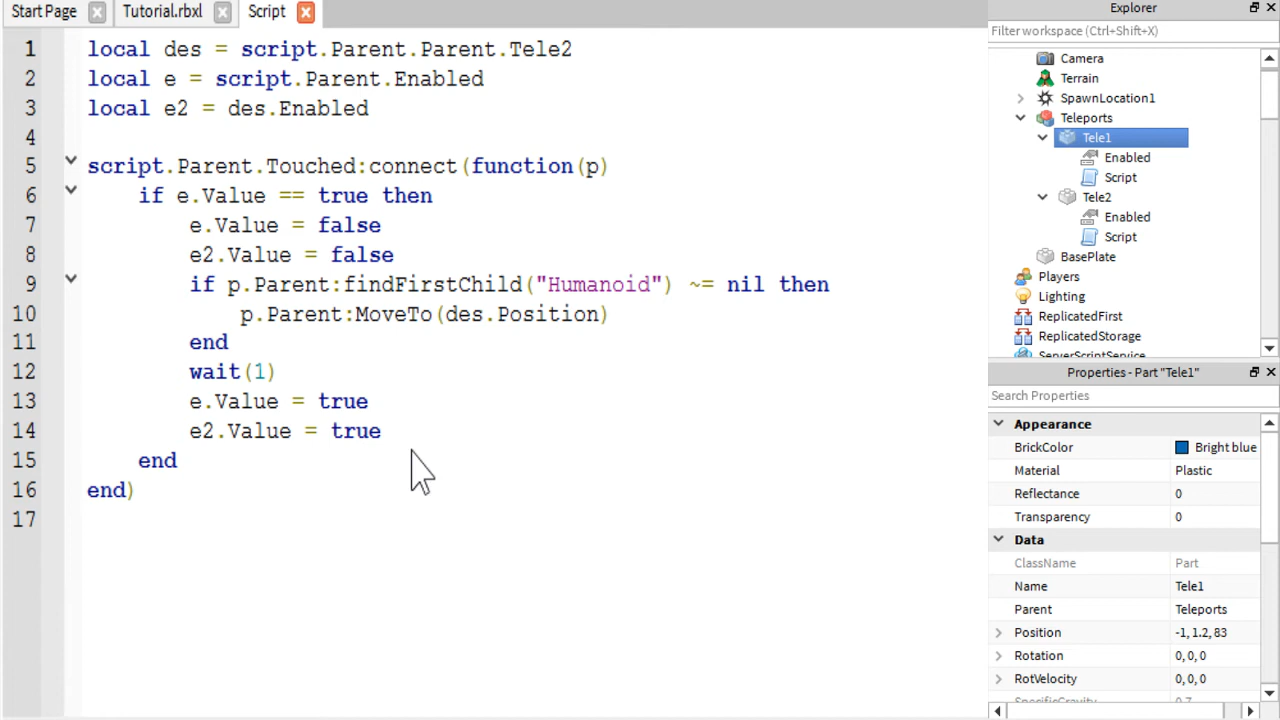 Start Page Tutorial.rbxl Script
1 local des = script.Parent.Parent.Tele2
2 local e = script.Parent.Enabled
3 local e2 = des.Enabled
4
5 script.Parent.Touched:connect(function(p)
6 if e.Value == true then
7 e.Value = false
8 e2.Value = false
9 if p.Parent:findFirstChild("Humanoid") ~= nil then
10 p.Parent:MoveTo(des.Position)
11 end
12 wait(1)
13 e.Value = true
14 e2.Value = true
15 end
16 end)
17
Explorer
Filter workspace (Ctrl+Shift+X)
Camera
Terrain
SpawnLocation1
Teleports
Tele1
Enabled
Script
Tele2
Enabled
Script
BasePlate
Players
Lighting
ReplicatedFirst
ReplicatedStorage
ServerScriptService
Properties - Part "Tele1"
Search Properties
Appearance
BrickColor Bright blue
Material Plastic
Reflectance 0
Transparency 0
Data
ClassName Part
Name Tele1
Parent Teleports
Position -1, 1.2, 83
Rotation 0, 0, 0
RotVelocity 0, 0, 0
SpecificGravity 0.7